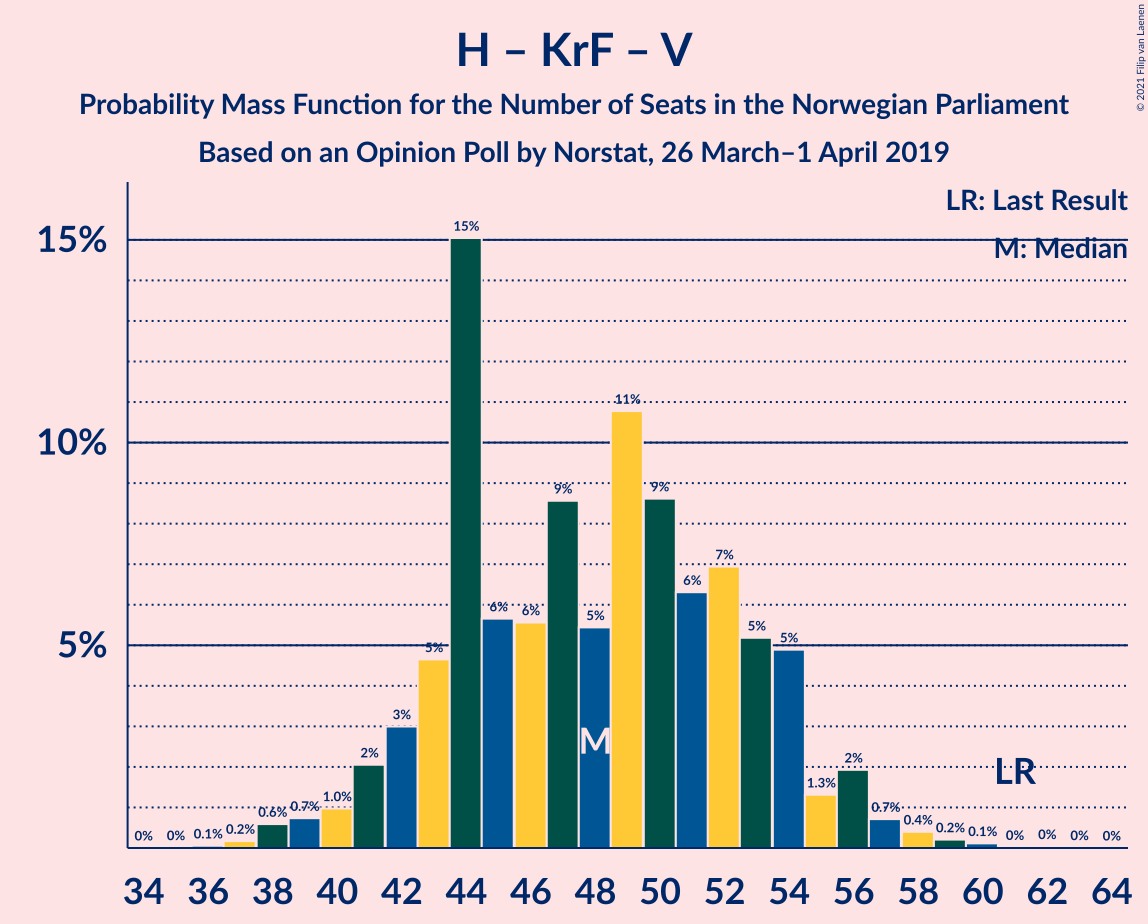 H – KrF – V
Probability Mass Function for the Number of Seats in the Norwegian Parliament
Based on an Opinion Poll by Norstat, 26 March–1 April 2019
© 2021 Filip van Laenen
LR: Last Result
M: Median
15%
10%
5%
0% 0% 0.1% 0.2% 0.6% 0.7% 1.0% 2% 3% 5% 15% 6% 6% 9% 5% 11% 9% 6% 7% 5% 5% 1.3% 2% 0.7% 0.4% 0.2% 0.1% 0% 0% 0% 0%
M
LR
34 36 38 40 42 44 46 48 50 52 54 56 58 60 62 64